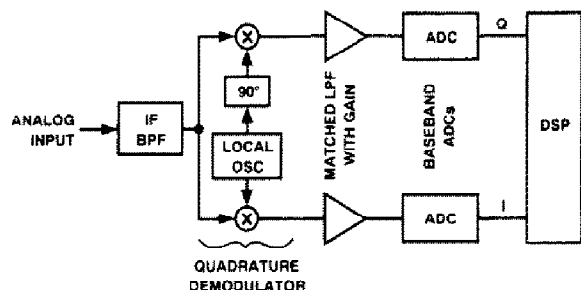 ANALOG
INPUT
IF
BPF
X
90°
LOCAL
OSC
X
QUADRATURE
DEMODULATOR
MATCHED LPF
WITH GAIN
ADC
Q
BASEBAND
ADCs
ADC
I
DSP